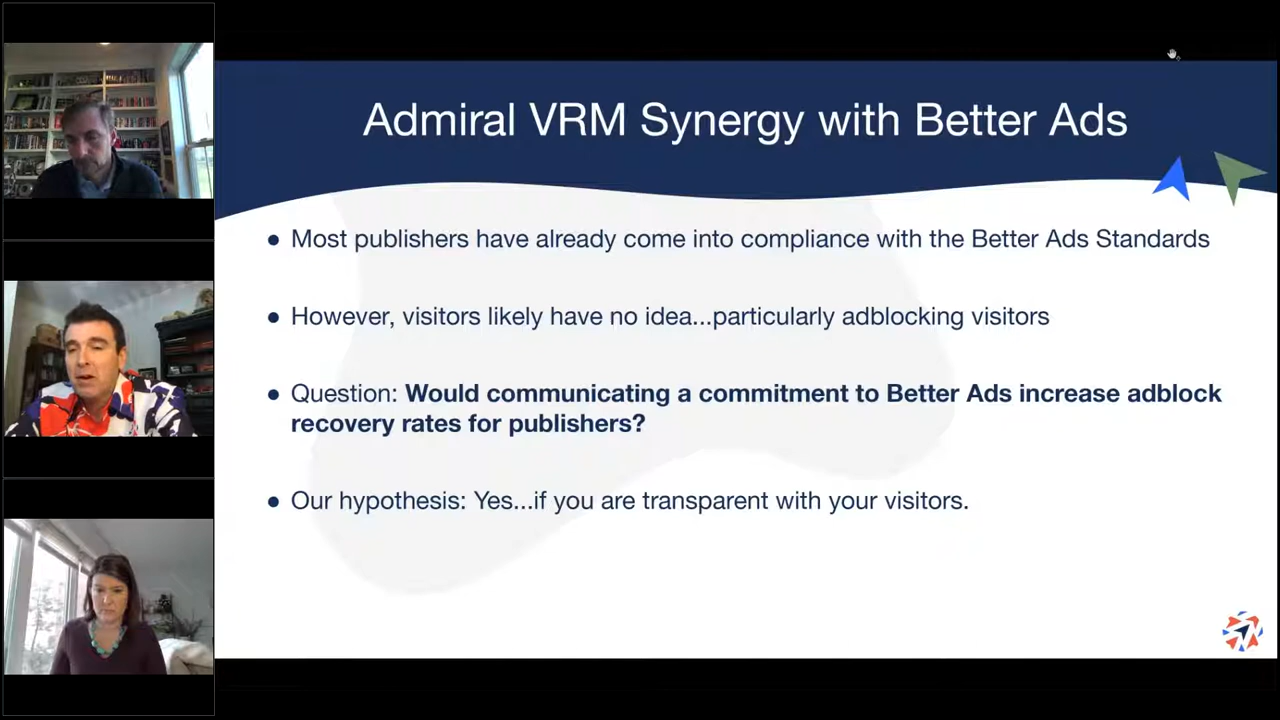 Admiral VRM Synergy with Better Ads
● Most publishers have already come into compliance with the Better Ads Standards
● However, visitors likely have no idea...particularly adblocking visitors
● Question: Would communicating a commitment to Better Ads increase adblock
recovery rates for publishers?
● Our hypothesis: Yes...if you are transparent with your visitors.